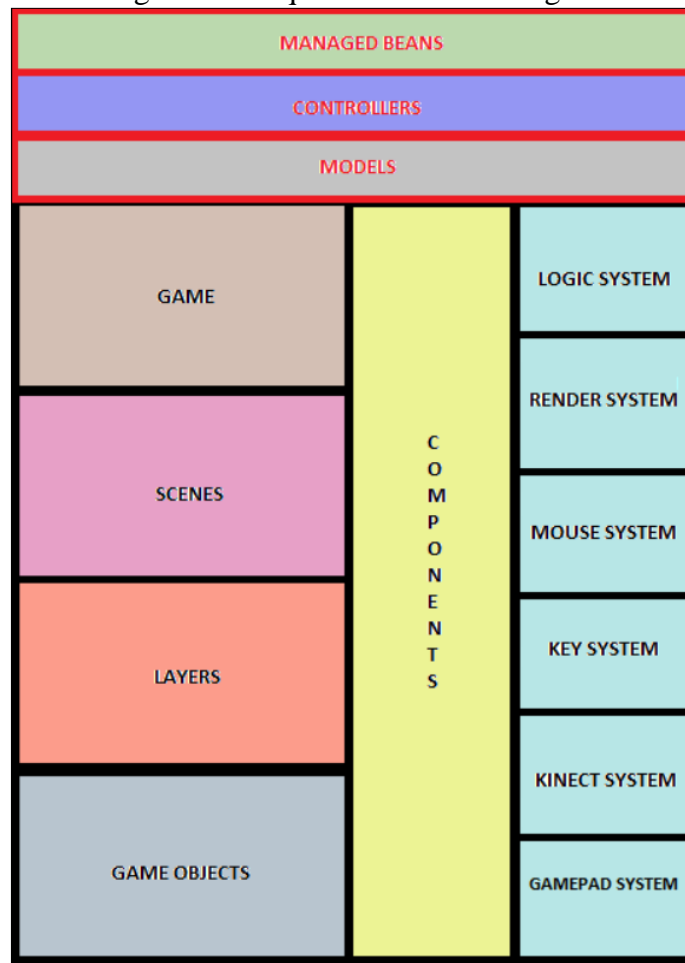 MANAGED BEANS
CONTROLLERS
MODELS
GAME
SCENES
LAYERS
GAME OBJECTS
C
O
M
P
O
N
E
N
T
S
LOGIC SYSTEM
RENDER SYSTEM
MOUSE SYSTEM
KEY SYSTEM
KINECT SYSTEM
GAMEPAD SYSTEM